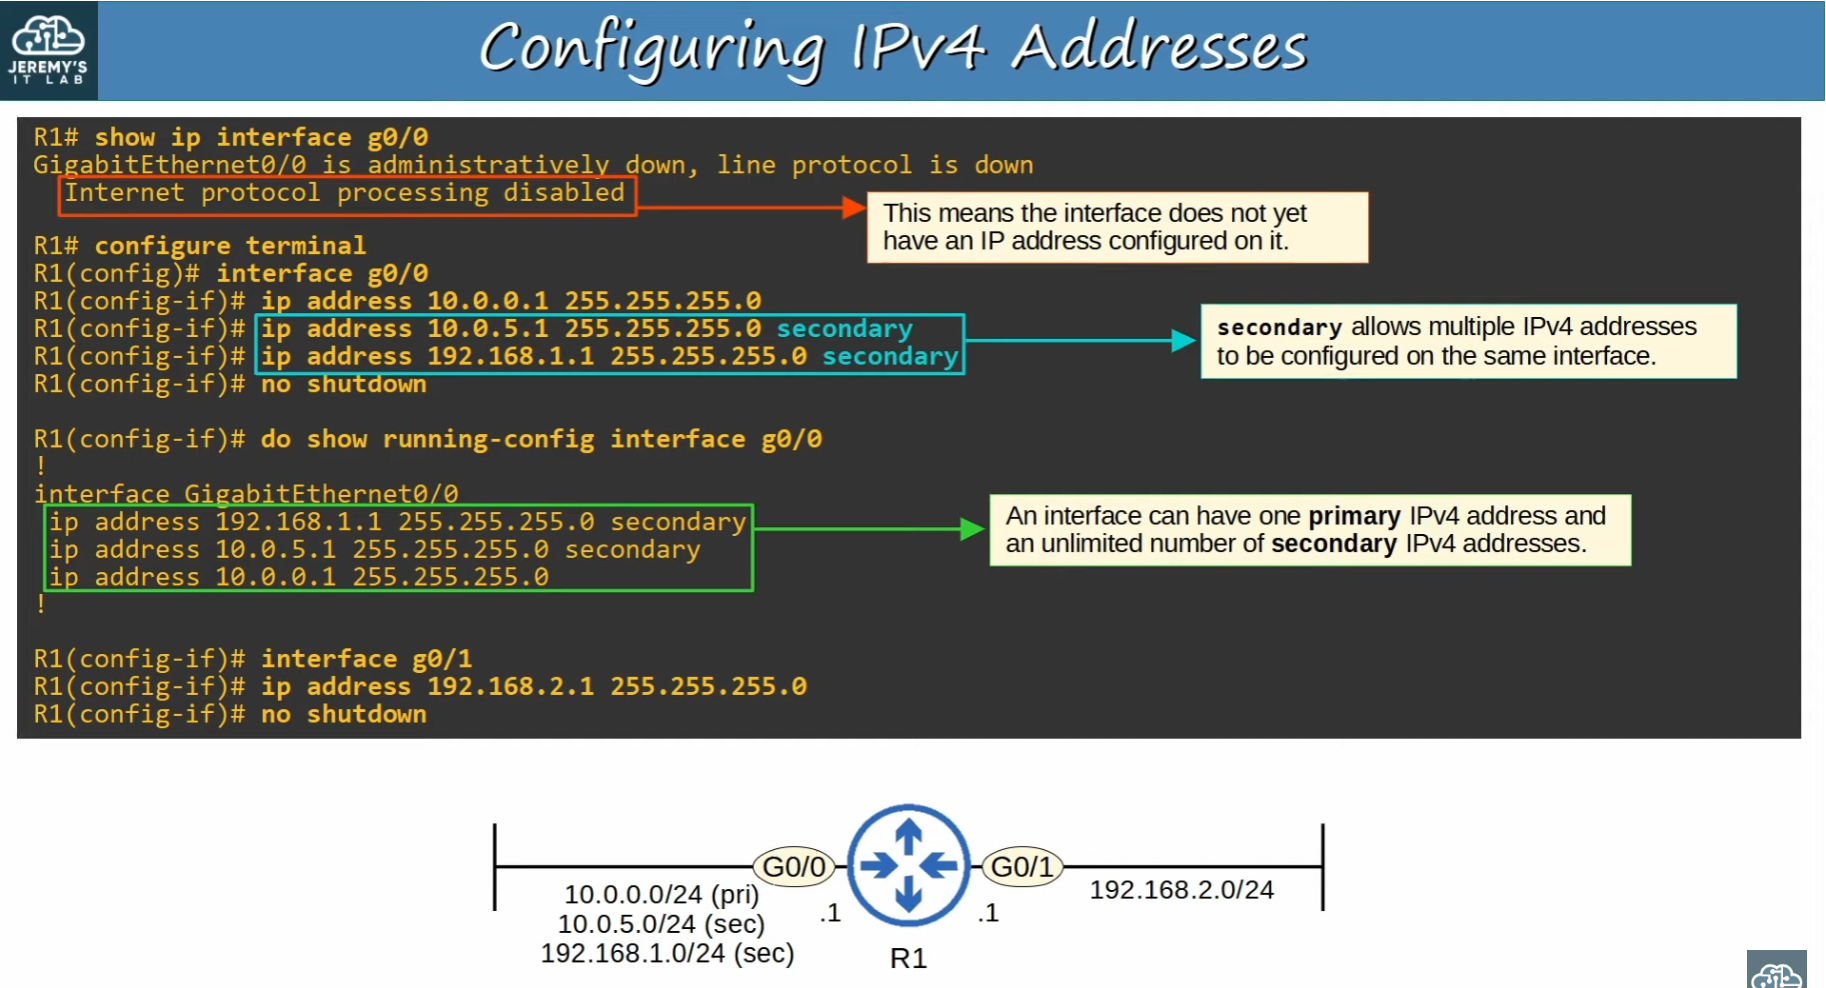 JEREMY'S
IT LAB
Configuring IPv4 Addresses
R1# show ip interface g0/0
GigabitEthernet0/0 is administratively down, line protocol is down
Internet protocol processing disabled
This means the interface does not yet
have an IP address configured on it.
R1# configure terminal
R1(config)# interface g0/0
R1(config-if)# ip address 10.0.0.1 255.255.255.0
R1(config-if)# ip address 10.0.5.1 255.255.255.0 secondary
R1(config-if)# ip address 192.168.1.1 255.255.255.0 secondary
R1(config-if)# no shutdown
secondary allows multiple IPv4 addresses
to be configured on the same interface.
R1(config-if)# do show running-config interface g0/0
!
interface GigabitEthernet0/0
ip address 192.168.1.1 255.255.255.0 secondary
ip address 10.0.5.1 255.255.255.0 secondary
ip address 10.0.0.1 255.255.255.0
!
An interface can have one primary IPv4 address and
an unlimited number of secondary IPv4 addresses.
R1(config-if)# interface g0/1
R1(config-if)# ip address 192.168.2.1 255.255.255.0
R1(config-if)# no shutdown
G0/0
G0/1
10.0.0.0/24 (pri)
10.0.5.0/24 (sec)
192.168.1.0/24 (sec)
.1
.1
192.168.2.0/24
R1